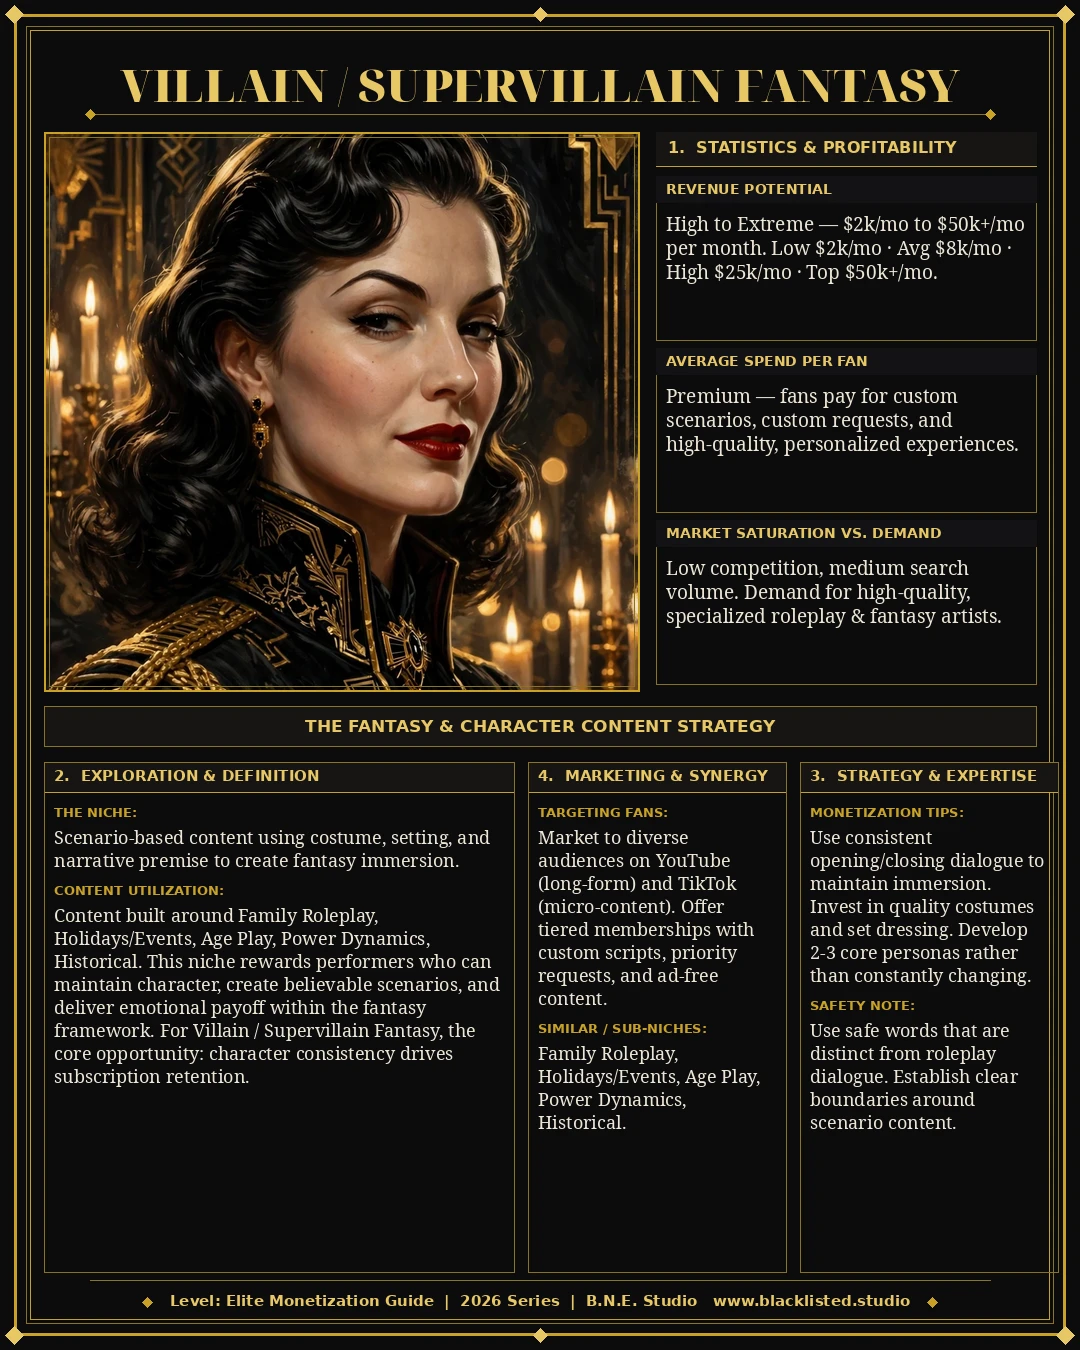 VILLAIN / SUPERVILLAIN FANTASY
1. STATISTICS & PROFITABILITY
REVENUE POTENTIAL
High to Extreme — $2k/mo to $50k+/mo
per month. Low $2k/mo · Avg $8k/mo ·
High $25k/mo · Top $50k+/mo.
AVERAGE SPEND PER FAN
Premium — fans pay for custom
scenarios, custom requests, and
high-quality, personalized experiences.
MARKET SATURATION VS. DEMAND
Low competition, medium search
volume. Demand for high-quality,
specialized roleplay & fantasy artists.
THE FANTASY & CHARACTER CONTENT STRATEGY
2. EXPLORATION & DEFINITION
THE NICHE:
Scenario-based content using costume, setting, and
narrative premise to create fantasy immersion.
CONTENT UTILIZATION:
Content built around Family Roleplay,
Holidays/Events, Age Play, Power Dynamics,
Historical. This niche rewards performers who can
maintain character, create believable scenarios, and
deliver emotional payoff within the fantasy
framework. For Villain / Supervillain Fantasy, the
core opportunity: character consistency drives
subscription retention.
4. MARKETING & SYNERGY
TARGETING FANS:
Market to diverse
audiences on YouTube
(long-form) and TikTok
(micro-content). Offer
tiered memberships with
custom scripts, priority
requests, and ad-free
content.
SIMILAR / SUB-NICHES:
Family Roleplay,
Holidays/Events, Age Play,
Power Dynamics,
Historical.
3. STRATEGY & EXPERTISE
MONETIZATION TIPS:
Use consistent
opening/closing dialogue to
maintain immersion.
Invest in quality costumes
and set dressing. Develop
2-3 core personas rather
than constantly changing.
SAFETY NOTE:
Use safe words that are
distinct from roleplay
dialogue. Establish clear
boundaries around
scenario content.
Level: Elite Monetization Guide | 2026 Series | B.N.E. Studio www.blacklisted.studio